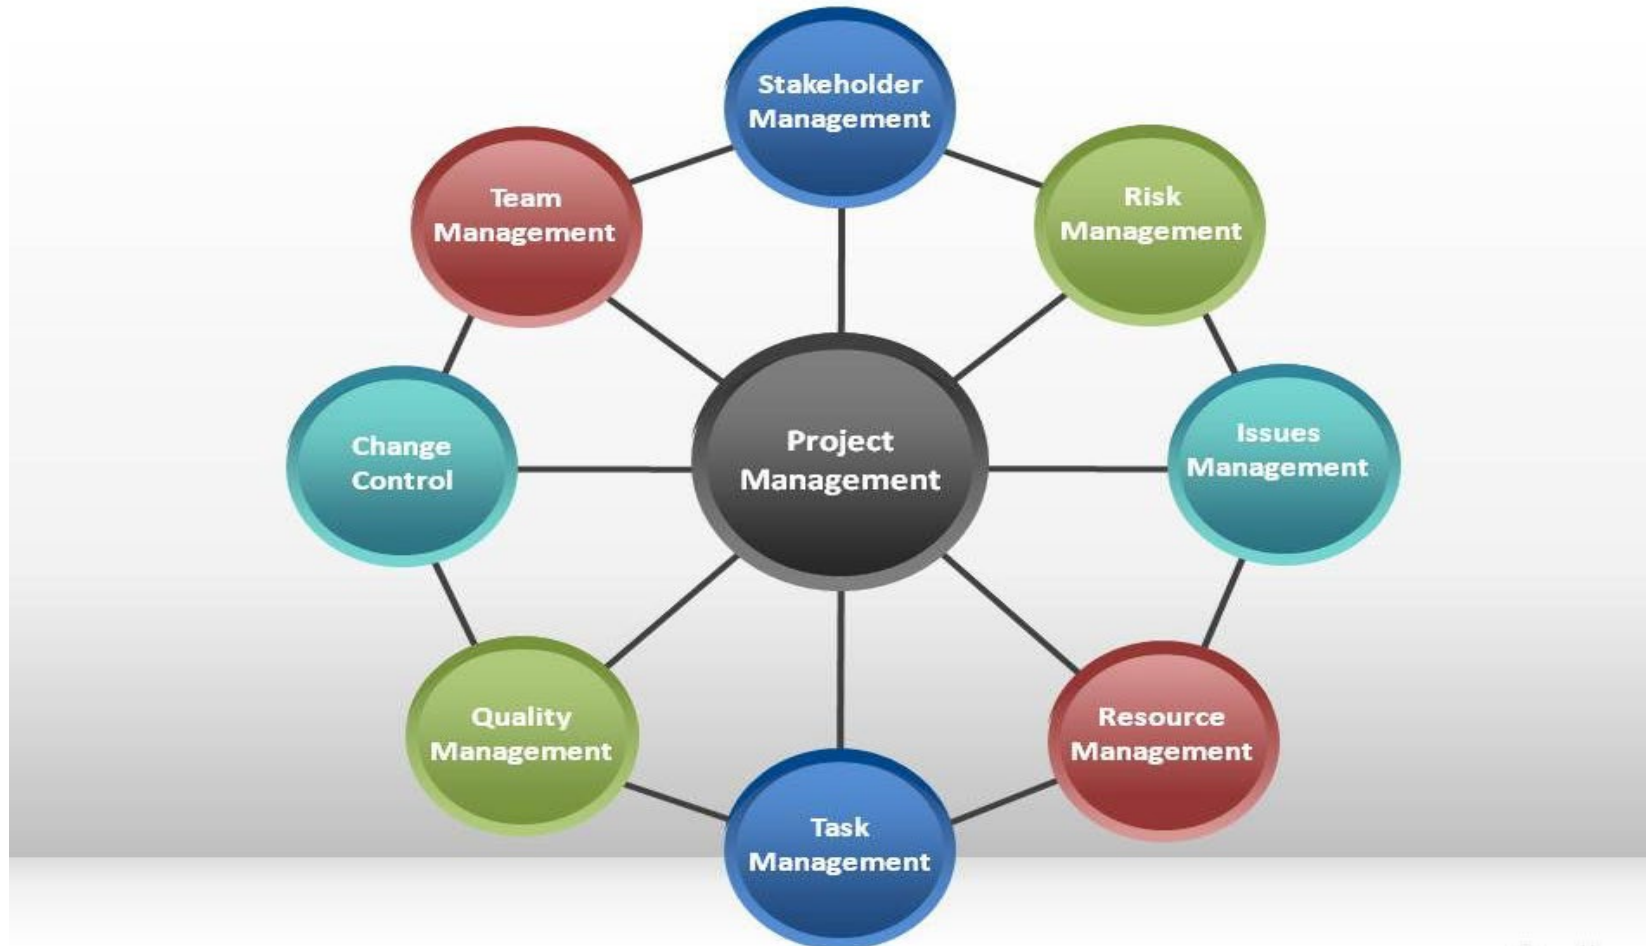 Stakeholder
Management
Team
Management
Risk
Management
Change
Control
Project
Management
Issues
Management
Quality
Management
Resource
Management
Task
Management